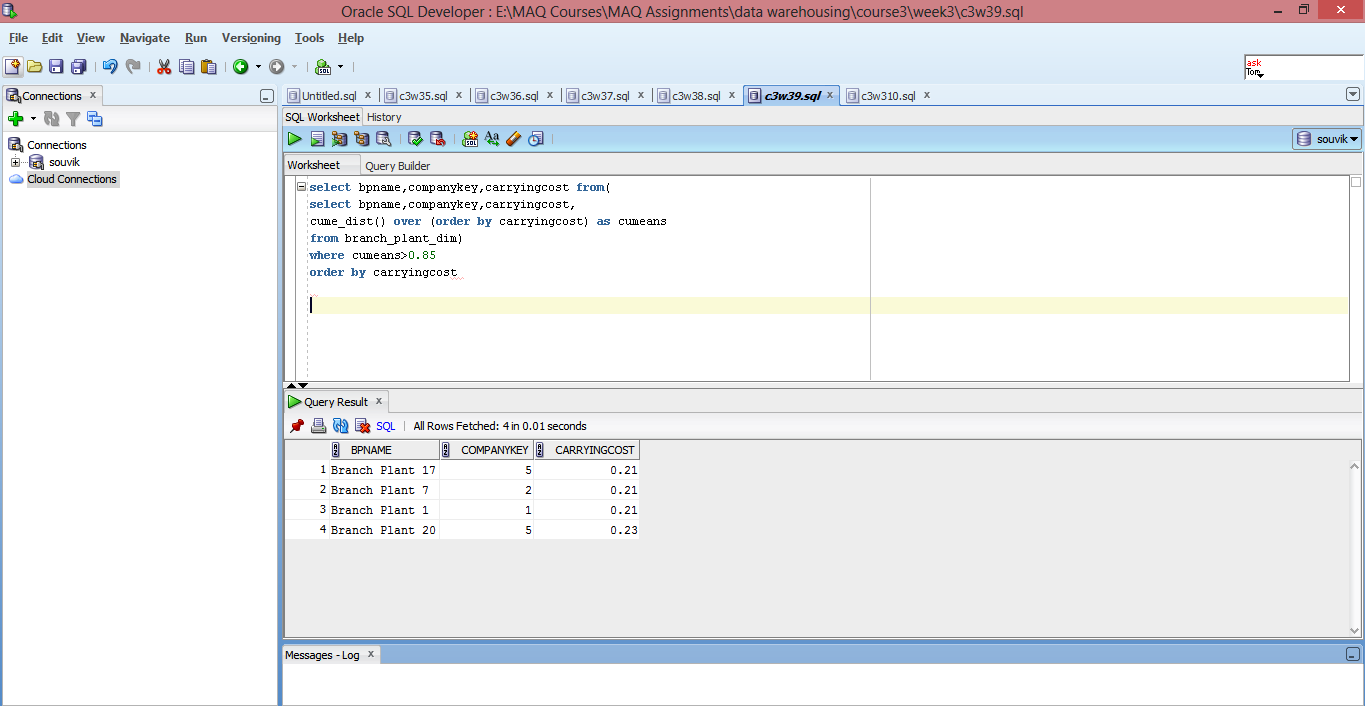 Oracle SQL Developer : E:\MAQ Courses\MAQ Assignments\data warehousing\course3\week3\c3w39.sql
File Edit View Navigate Run Versioning Tools Help
ask
Tom
Connections x
Untitled.sql x c3w35.sql x c3w36.sql x c3w37.sql x c3w38.sql x c3w39.sql x c3w310.sql x
SQL Worksheet History
souvik
Connections
souvik
Cloud Connections
Worksheet Query Builder
select bpname,companykey,carryingcost from(
select bpname,companykey,carryingcost,
cume_dist() over (order by carryingcost) as cumeans
from branch_plant_dim)
where cumeans>0.85
order by carryingcost
Query Result x
SQL | All Rows Fetched: 4 in 0.01 seconds
BPNAME COMPANYKEY CARRYINGCOST
1 Branch Plant 17 5 0.21
2 Branch Plant 7 2 0.21
3 Branch Plant 1 1 0.21
4 Branch Plant 20 5 0.23
Messages - Log x